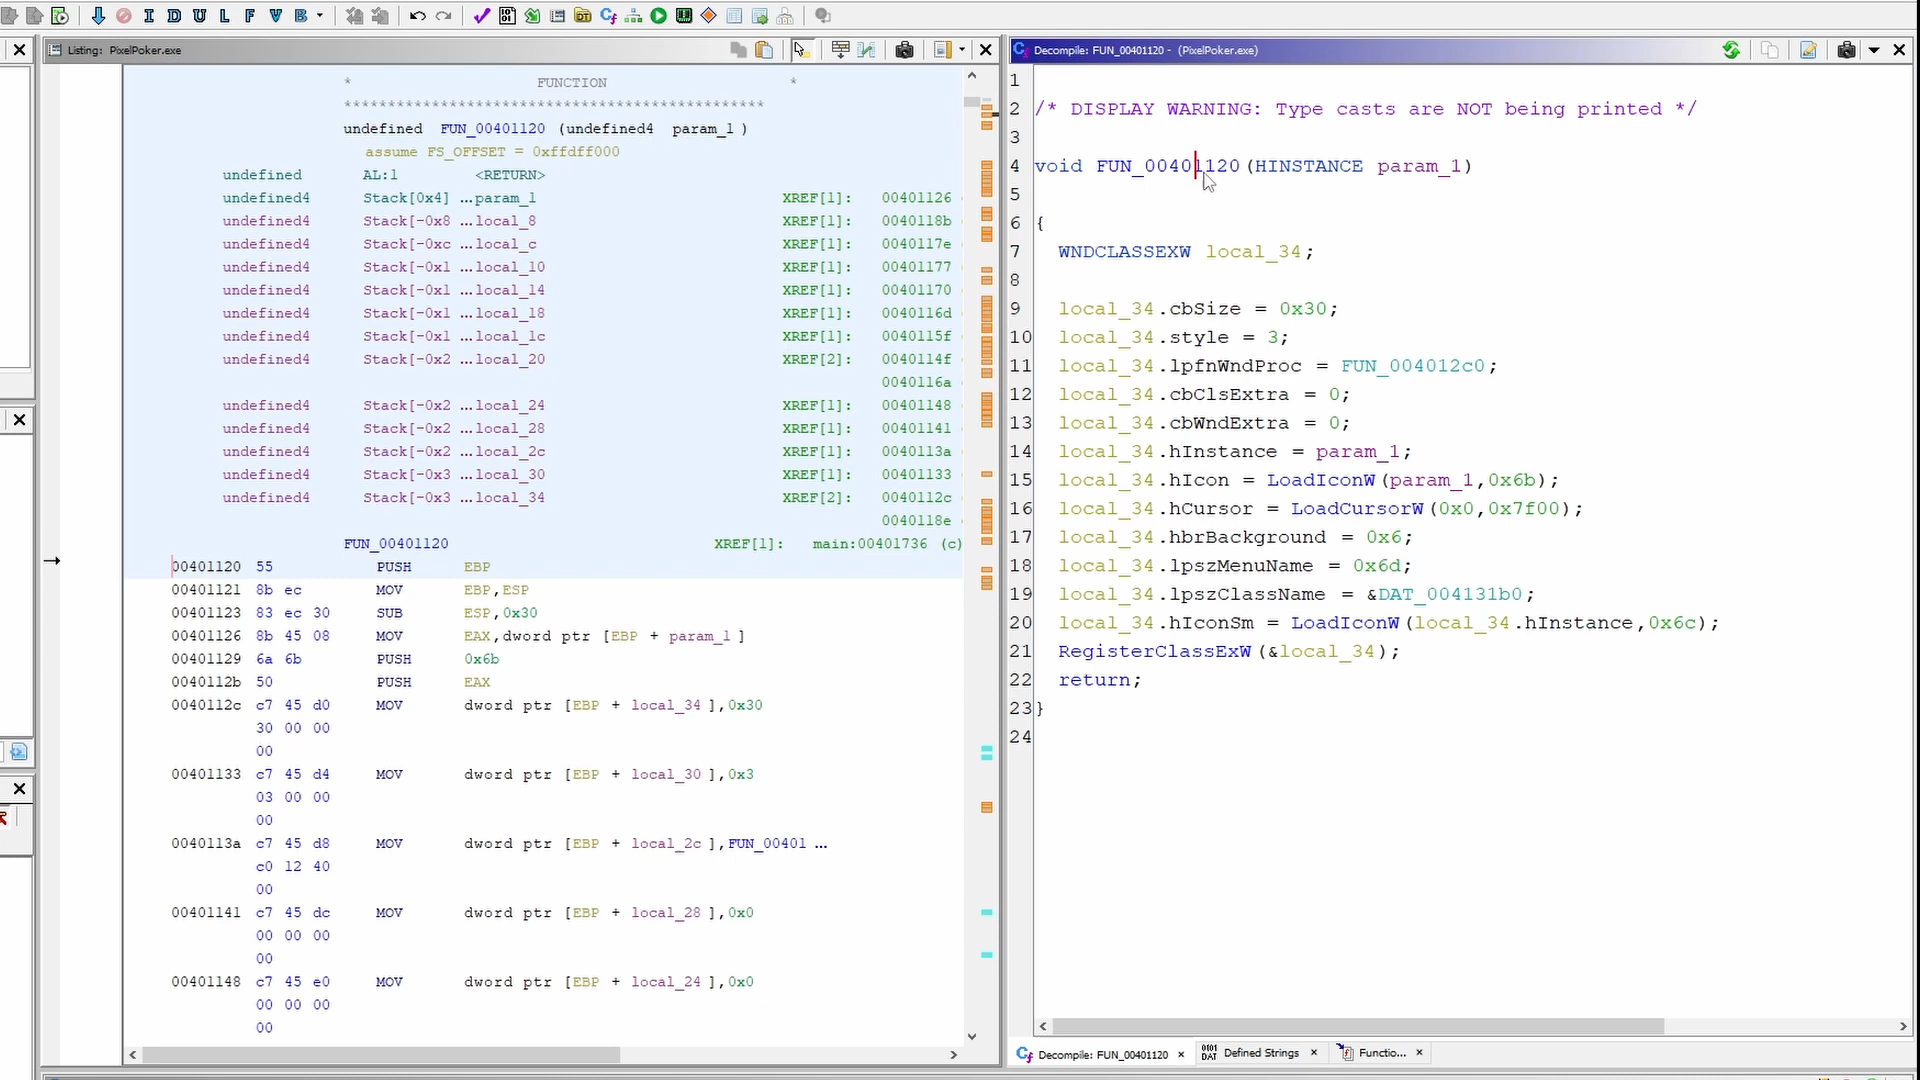 I D U L F V B
Listing: PixelPoker.exe
* FUNCTION *
************************************************
undefined FUN_00401120 (undefined4 param_1 )
assume FS_OFFSET = 0xffdff000
undefined AL:1 <RETURN>
undefined4 Stack[0x4] ...param_1 XREF[1]: 00401126
undefined4 Stack[-0x8 ...local_8 XREF[1]: 0040118b
undefined4 Stack[-0xc ...local_c XREF[1]: 0040117e
undefined4 Stack[-0x1 ...local_10 XREF[1]: 00401177
undefined4 Stack[-0x1 ...local_14 XREF[1]: 00401170
undefined4 Stack[-0x1 ...local_18 XREF[1]: 0040116d
undefined4 Stack[-0x1 ...local_1c XREF[1]: 0040115f
undefined4 Stack[-0x2 ...local_20 XREF[2]: 0040114f
0040116a
undefined4 Stack[-0x2 ...local_24 XREF[1]: 00401148
undefined4 Stack[-0x2 ...local_28 XREF[1]: 00401141
undefined4 Stack[-0x2 ...local_2c XREF[1]: 0040113a
undefined4 Stack[-0x3 ...local_30 XREF[1]: 00401133
undefined4 Stack[-0x3 ...local_34 XREF[2]: 0040112c
0040118e
FUN_00401120 XREF[1]: main:00401736 (c)
00401120 55 PUSH EBP
00401121 8b ec MOV EBP,ESP
00401123 83 ec 30 SUB ESP,0x30
00401126 8b 45 08 MOV EAX,dword ptr [EBP + param_1 ]
00401129 6a 6b PUSH 0x6b
0040112b 50 PUSH EAX
0040112c c7 45 d0 MOV dword ptr [EBP + local_34 ],0x30
30 00 00
00
00401133 c7 45 d4 MOV dword ptr [EBP + local_30 ],0x3
03 00 00
00
0040113a c7 45 d8 MOV dword ptr [EBP + local_2c ],FUN_00401 ...
c0 12 40
00
00401141 c7 45 dc MOV dword ptr [EBP + local_28 ],0x0
00 00 00
00
00401148 c7 45 e0 MOV dword ptr [EBP + local_24 ],0x0
00 00 00
00
Decompile: FUN_00401120 - (PixelPoker.exe)
1
2 /* DISPLAY WARNING: Type casts are NOT being printed */
3
4 void FUN_00401120(HINSTANCE param_1)
5
6 {
7 WNDCLASSEXW local_34;
8
9 local_34.cbSize = 0x30;
10 local_34.style = 3;
11 local_34.lpfnWndProc = FUN_004012c0;
12 local_34.cbClsExtra = 0;
13 local_34.cbWndExtra = 0;
14 local_34.hInstance = param_1;
15 local_34.hIcon = LoadIconW(param_1,0x6b);
16 local_34.hCursor = LoadCursorW(0x0,0x7f00);
17 local_34.hbrBackground = 0x6;
18 local_34.lpszMenuName = 0x6d;
19 local_34.lpszClassName = &DAT_004131b0;
20 local_34.hIconSm = LoadIconW(local_34.hInstance,0x6c);
21 RegisterClassExW(&local_34);
22 return;
23 }
24
Decompile: FUN_00401120 × Defined Strings × Functio... ×